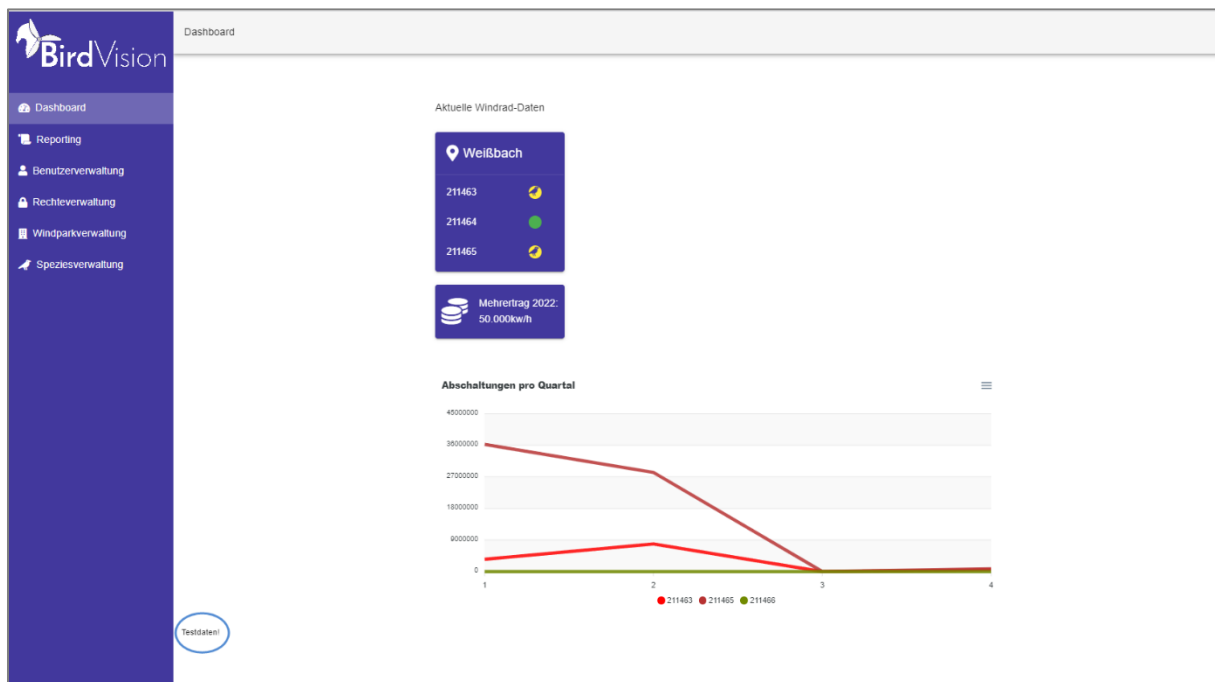 BirdVision
Dashboard
Dashboard
Reporting
Benutzerverwaltung
Rechteverwaltung
Windparkverwaltung
Speziesverwaltung
Aktuelle Windrad-Daten
Weißbach
211463
211464
211465
Mehrertrag 2022:
50.000kw/h
Abschaltungen pro Quartal
45000000
36000000
27000000
18000000
9000000
0
1 2 3 4
211463 211465 211466
Testdaten!